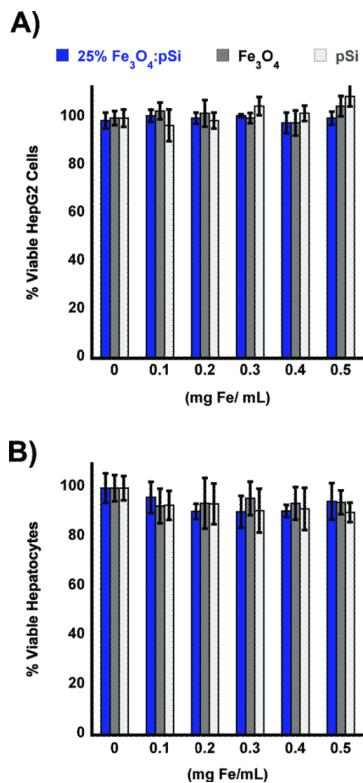 A)
25% Fe₃O₄:pSi Fe₃O₄ pSi
% Viable HepG2 Cells
100
80
60
40
20
0
0 0.1 0.2 0.3 0.4 0.5
(mg Fe/ mL)
B)
% Viable Hepatocytes
100
80
60
40
20
0
0 0.1 0.2 0.3 0.4 0.5
(mg Fe/mL)